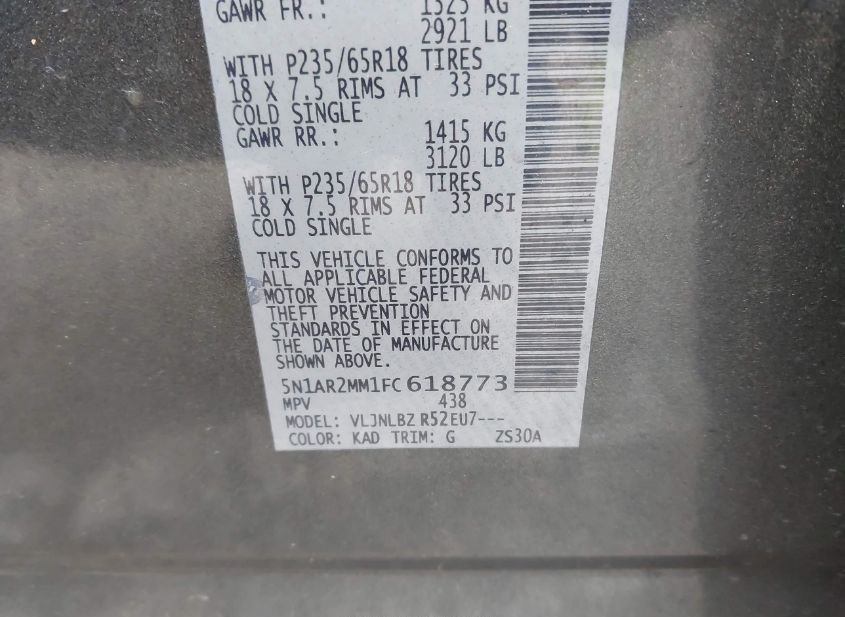 GAWR FR.: 1325 KG
2921 LB
WITH P235/65R18 TIRES
18 X 7.5 RIMS AT 33 PSI
COLD SINGLE
GAWR RR.: 1415 KG
3120 LB
WITH P235/65R18 TIRES
18 X 7.5 RIMS AT 33 PSI
COLD SINGLE
THIS VEHICLE CONFORMS TO
ALL APPLICABLE FEDERAL
MOTOR VEHICLE SAFETY AND
THEFT PREVENTION
STANDARDS IN EFFECT ON
THE DATE OF MANUFACTURE
SHOWN ABOVE.
5N1AR2MM1FC618773
MPV 438
MODEL: VLJNLBZ R52EU7---
COLOR: KAD TRIM: G ZS30A